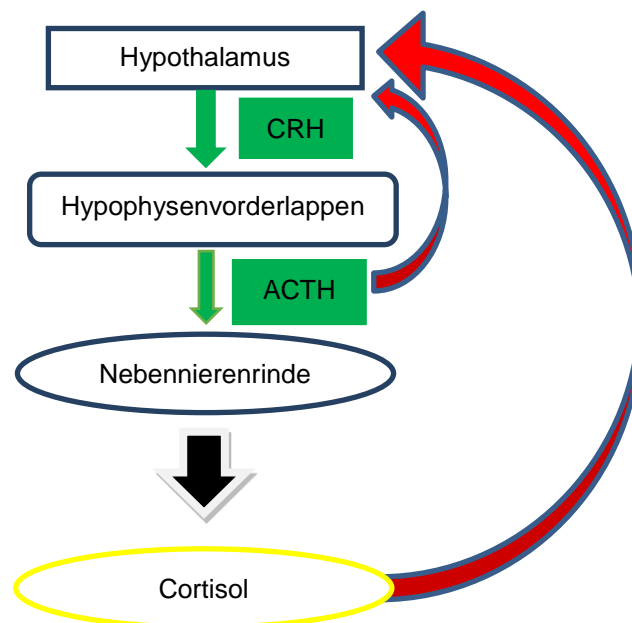 Hypothalamus
CRH
Hypophysenvorderlappen
ACTH
Nebennierenrinde
Cortisol